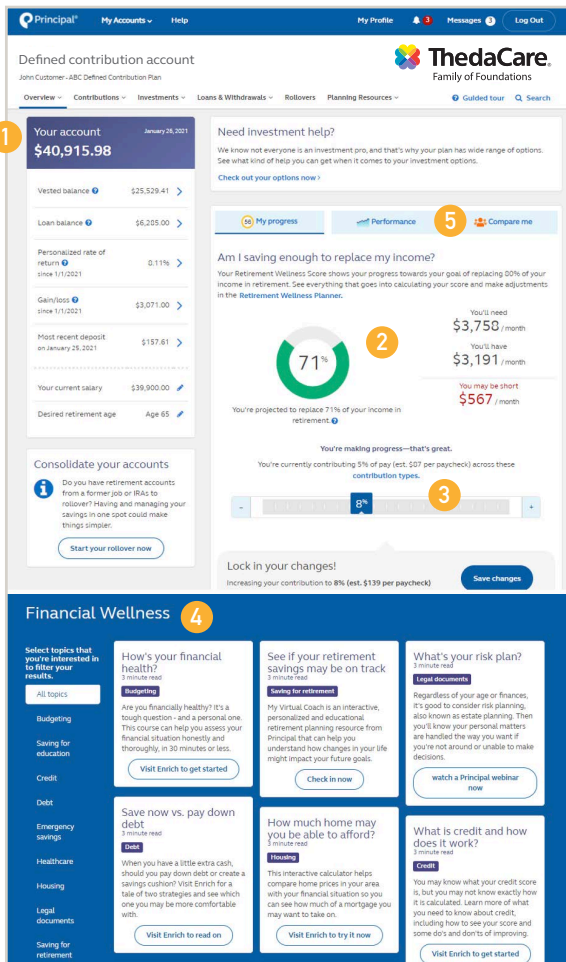 Principal®
My Accounts
Help
My Profile
3
Messages 3
Log Out
Defined contribution account
John Customer - ABC Defined Contribution Plan
ThedaCare®
Family of Foundations
Overview
Contributions
Investments
Loans & Withdrawals
Rollovers
Planning Resources
Guided tour
Search
1
Your account
January 26, 2021
$40,915.98
Vested balance
$25,529.41
Loan balance
$6,205.00
Personalized rate of
return
since 1/1/2021
8.11%
Gain/loss
since 1/1/2021
$3,071.00
Most recent deposit
on January 25, 2021
$157.61
Your current salary
$39,900.00
Desired retirement age
Age 65
Consolidate your
accounts
Do you have retirement accounts
from a former job or IRAs to
rollover? Having and managing your
savings in one spot could make
things simpler.
Start your rollover now
Need investment help?
We know not everyone is an investment pro, and that's why your plan has wide range of options.
See what kind of help you can get when it comes to your investment options.
Check out your options now
My progress
Performance
5
Compare me
Am I saving enough to replace my income?
Your Retirement Wellness Score shows your progress towards your goal of replacing 80% of your
income in retirement. See everything that goes into calculating your score and make adjustments
in the Retirement Wellness Planner.
71%
2
You're projected to replace 71% of your income in
retirement.
You'll need
$3,758 / month
You'll have
$3,191 / month
You may be short
$567 / month
You're making progress—that's great.
You're currently contributing 5% of pay (est. $87 per paycheck) across these
contribution types.
3
-
8%
+
Lock in your changes!
Increasing your contribution to 8% (est. $139 per paycheck)
Save changes
Financial Wellness
4
Select topics that
you're interested in
to filter your
results.
All topics
Budgeting
Saving for
education
Credit
Debt
Emergency
savings
Healthcare
Housing
Legal
documents
Saving for
retirement
How's your financial
health?
3 minute read
Budgeting
Are you financially healthy? It's a
tough question - and a personal one.
This course can help you assess your
financial situation honestly and
thoroughly, in 30 minutes or less.
Visit Enrich to get started
See if your retirement
savings may be on track
3 minute read
Saving for retirement
My Virtual Coach is an interactive,
personalized and educational
retirement planning resource from
Principal that can help you
understand how changes in your life
might impact your future goals.
Check in now
What's your risk plan?
3 minute read
Legal documents
Regardless of your age or finances,
it's good to consider risk planning,
also known as estate planning. Then
you'll know your personal matters
are handled the way you want if
you're not around or unable to make
decisions.
watch a Principal webinar
now
Save now vs. pay down
debt
3 minute read
Debt
When you have a little extra cash,
should you pay down debt or create a
savings cushion? Visit Enrich for a
tale of two strategies and see which
one you may be more comfortable
with.
Visit Enrich to read on
How much home may
you be able to afford?
3 minute read
Housing
This interactive calculator helps
compare home prices in your area
with your financial situation so you
can see how much of a mortgage you
may want to take on.
Visit Enrich to try it now
What is credit and how
does it work?
3 minute read
Credit
You may know what your credit score
is, but you may not know exactly how
it is calculated. Learn more of what
you need to know about credit,
including how to see your score and
some do's and don'ts of improving.
Visit Enrich to get started